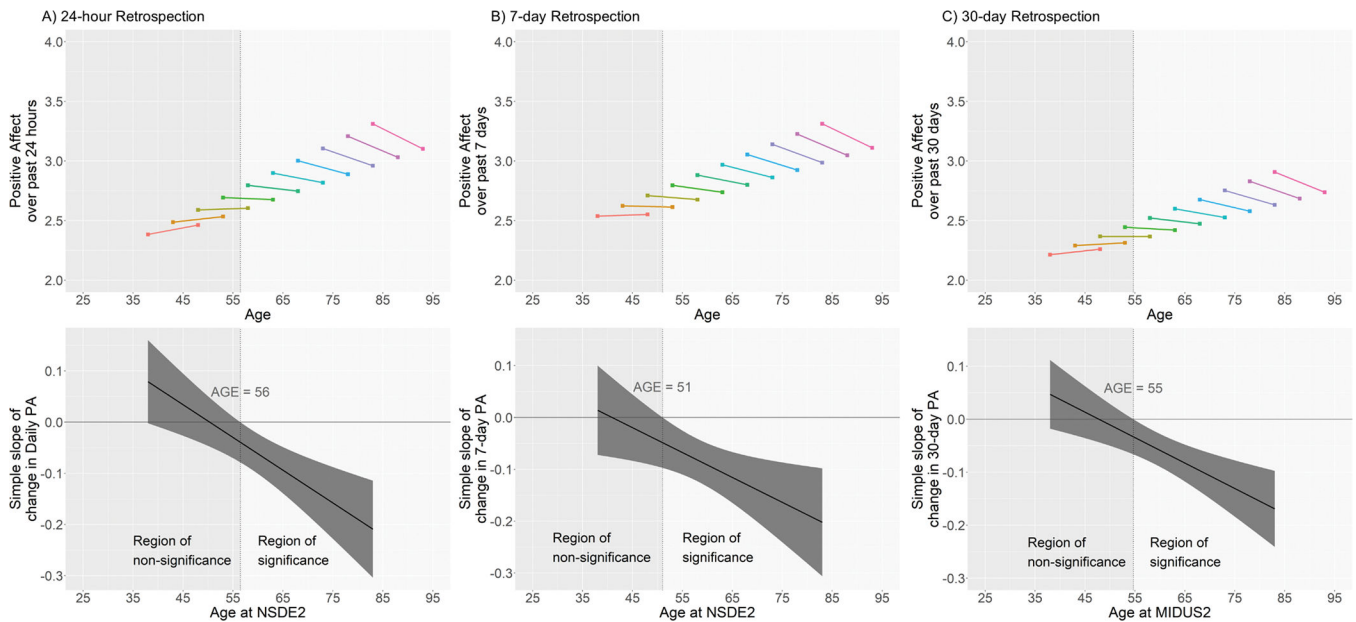 A) 24-hour Retrospection
Positive Affect
over past 24 hours
4.0
3.5
3.0
2.5
2.0
25 35 45 55 65 75 85 95
Age
B) 7-day Retrospection
Positive Affect
over past 7 days
4.0
3.5
3.0
2.5
2.0
25 35 45 55 65 75 85 95
Age
C) 30-day Retrospection
Positive Affect
over past 30 days
4.0
3.5
3.0
2.5
2.0
25 35 45 55 65 75 85 95
Age
Simple slope of
change in Daily PA
0.1
0.0
-0.1
-0.2
-0.3
AGE = 56
Region of
non-significance
Region of
significance
25 35 45 55 65 75 85 95
Age at NSDE2
Simple slope of
change in 7-day PA
0.1
0.0
-0.1
-0.2
-0.3
AGE = 51
Region of
non-significance
Region of
significance
25 35 45 55 65 75 85 95
Age at NSDE2
Simple slope of
change in 30-day PA
0.1
0.0
-0.1
-0.2
-0.3
AGE = 55
Region of
non-significance
Region of
significance
25 35 45 55 65 75 85 95
Age at MIDUS2